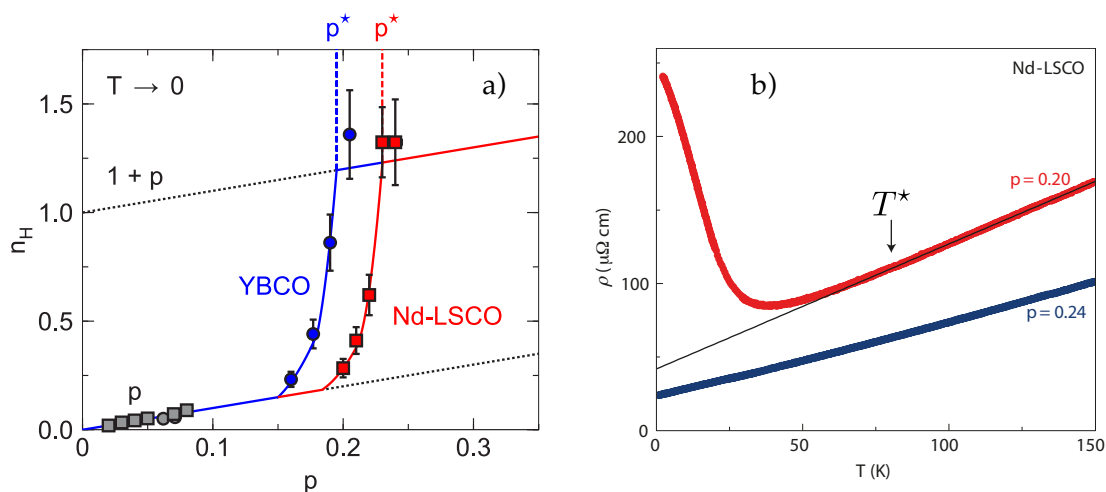 p★ p★
T → 0
a)
1 + p
YBCO
Nd-LSCO
p
n_H
1.5
1.0
0.5
0.0
0 0.1 0.2 0.3
p
b)
Nd-LSCO
p = 0.20
T★
p = 0.24
ρ ( μΩ cm)
200
100
0
0 50 100 150
T (K)